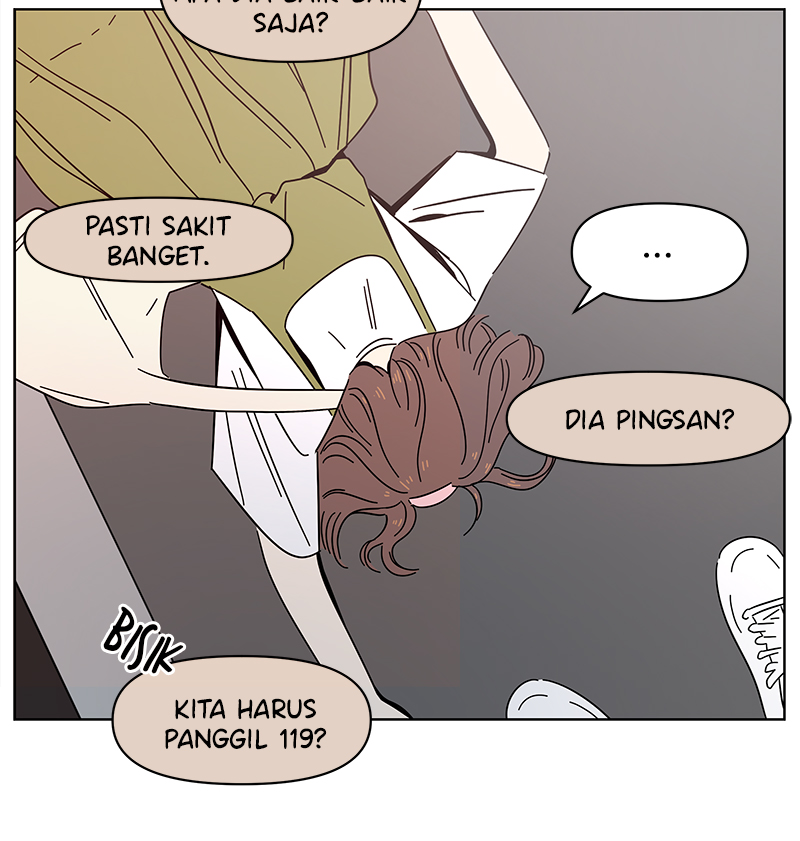 SAJA?
PASTI SAKIT
BANGET.
...
DIA PINGSAN?
BISIK
KITA HARUS
PANGGIL 119?